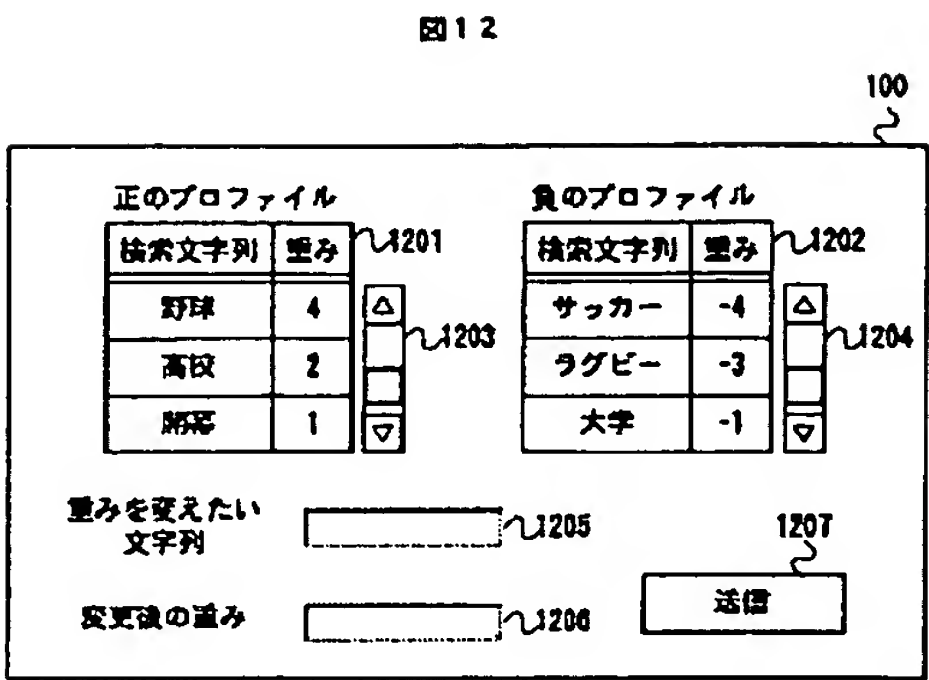 図12
100
正のプロファイル
検索文字列 重み
1201
野球 4
高校 2
開幕 1
1203
負のプロファイル
検索文字列 重み
1202
サッカー -4
ラグビー -3
大学 -1
1204
重みを変えたい
文字列
1205
変更後の重み
1206
1207
送信